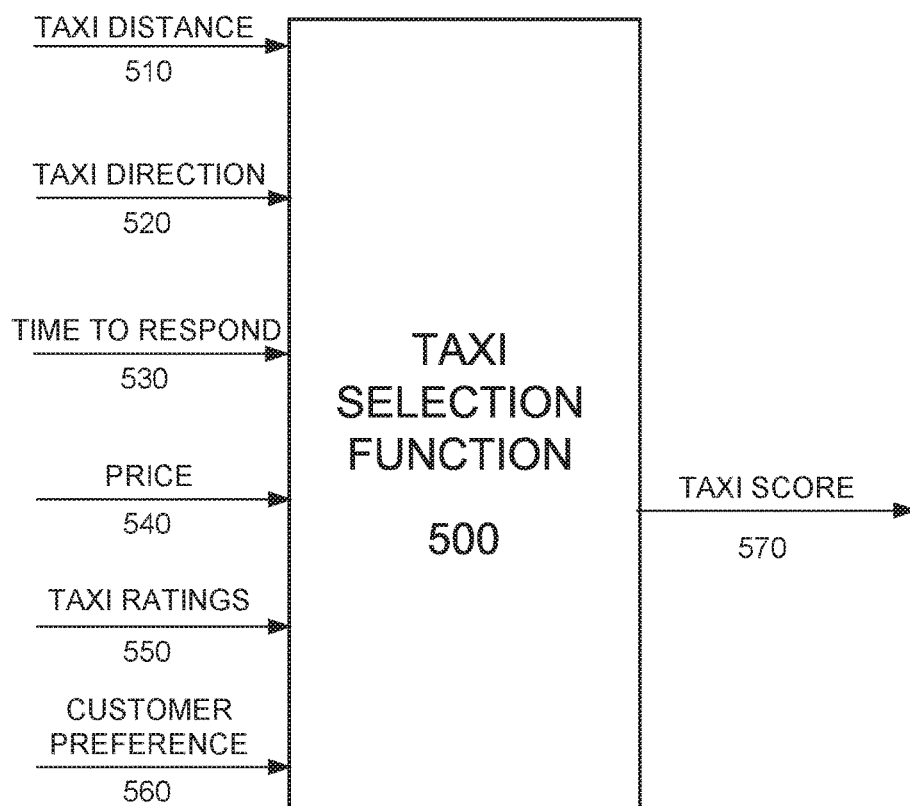 TAXI DISTANCE
510
TAXI DIRECTION
520
TIME TO RESPOND
530
PRICE
540
TAXI RATINGS
550
CUSTOMER
PREFERENCE
560
TAXI
SELECTION
FUNCTION
500
TAXI SCORE
570